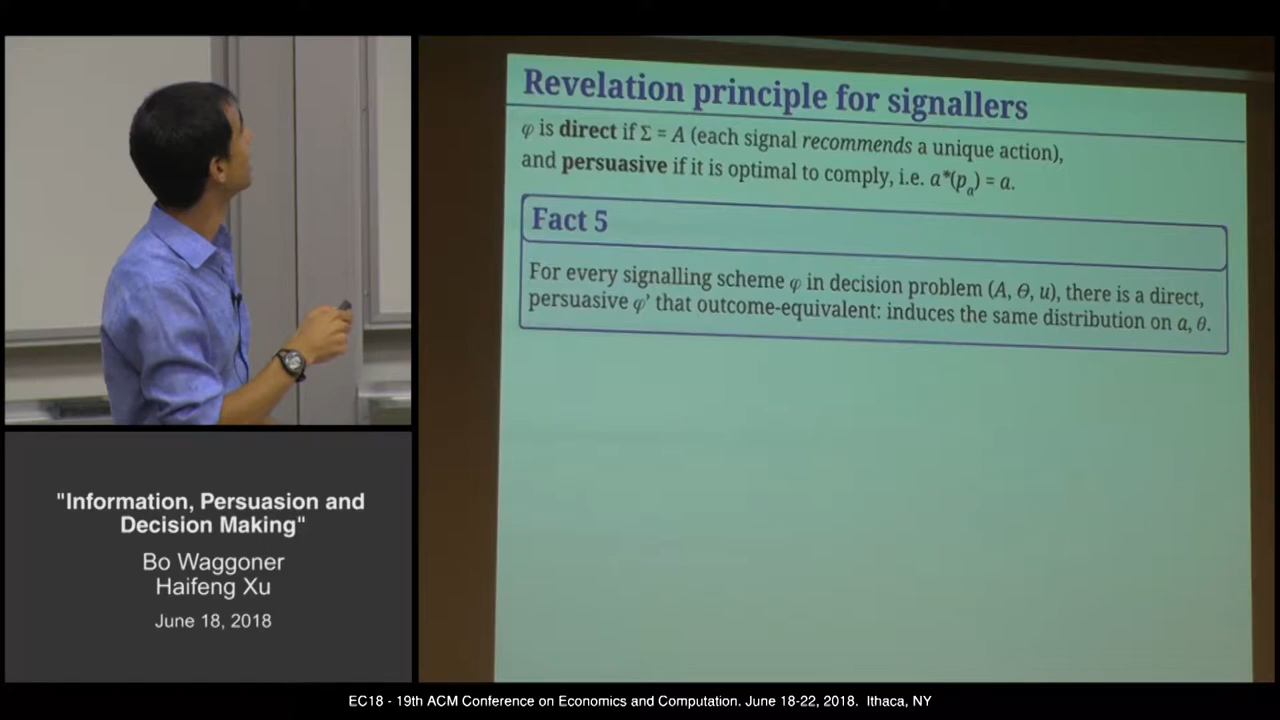 Revelation principle for signallers
φ is direct if Σ = A (each signal recommends a unique action),
and persuasive if it is optimal to comply, i.e. a*(pₐ) = a.
Fact 5
For every signalling scheme φ in decision problem (A, Θ, u), there is a direct,
persuasive φ’ that outcome-equivalent: induces the same distribution on a, θ.
"Information, Persuasion and
Decision Making"
Bo Waggoner
Haifeng Xu
June 18, 2018
EC18 - 19th ACM Conference on Economics and Computation. June 18-22, 2018. Ithaca, NY